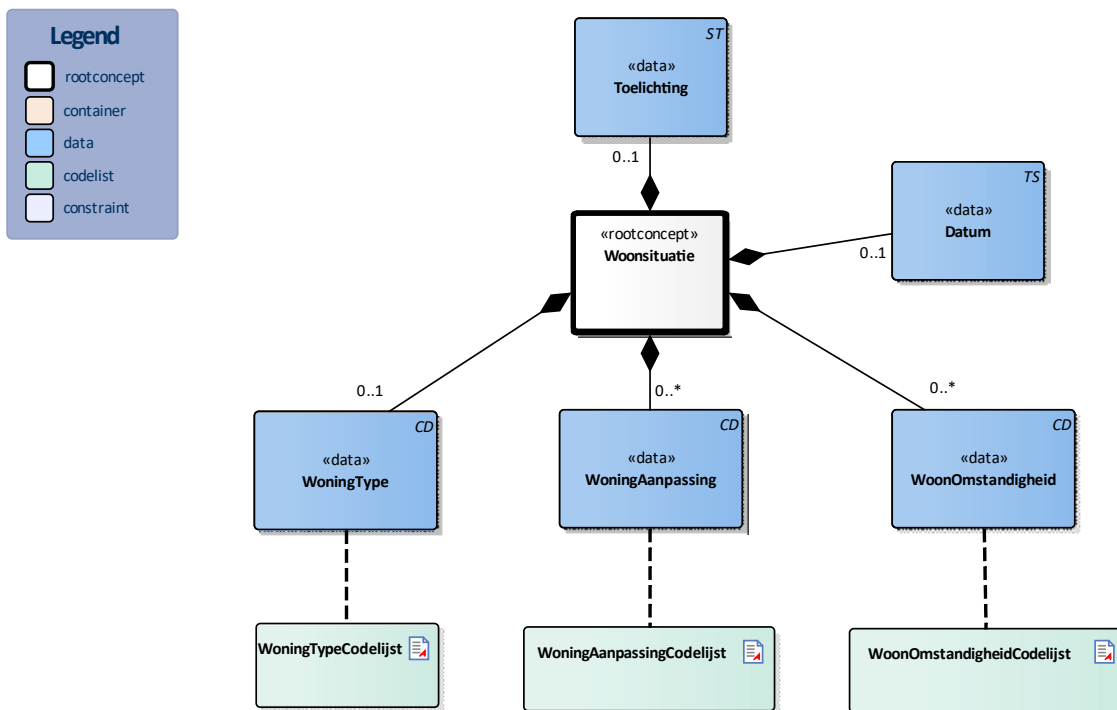 Legend
rootconcept
container
data
codelist
constraint
ST
«data»
Toelichting
0..1
TS
«data»
Datum
0..1
«rootconcept»
Woonsituatie
0..1
0..*
0..*
CD
«data»
WoningType
CD
«data»
WoningAanpassing
CD
«data»
WoonOmstandigheid
WoningTypeCodelijst
WoningAanpassingCodelijst
WoonOmstandigheidCodelijst